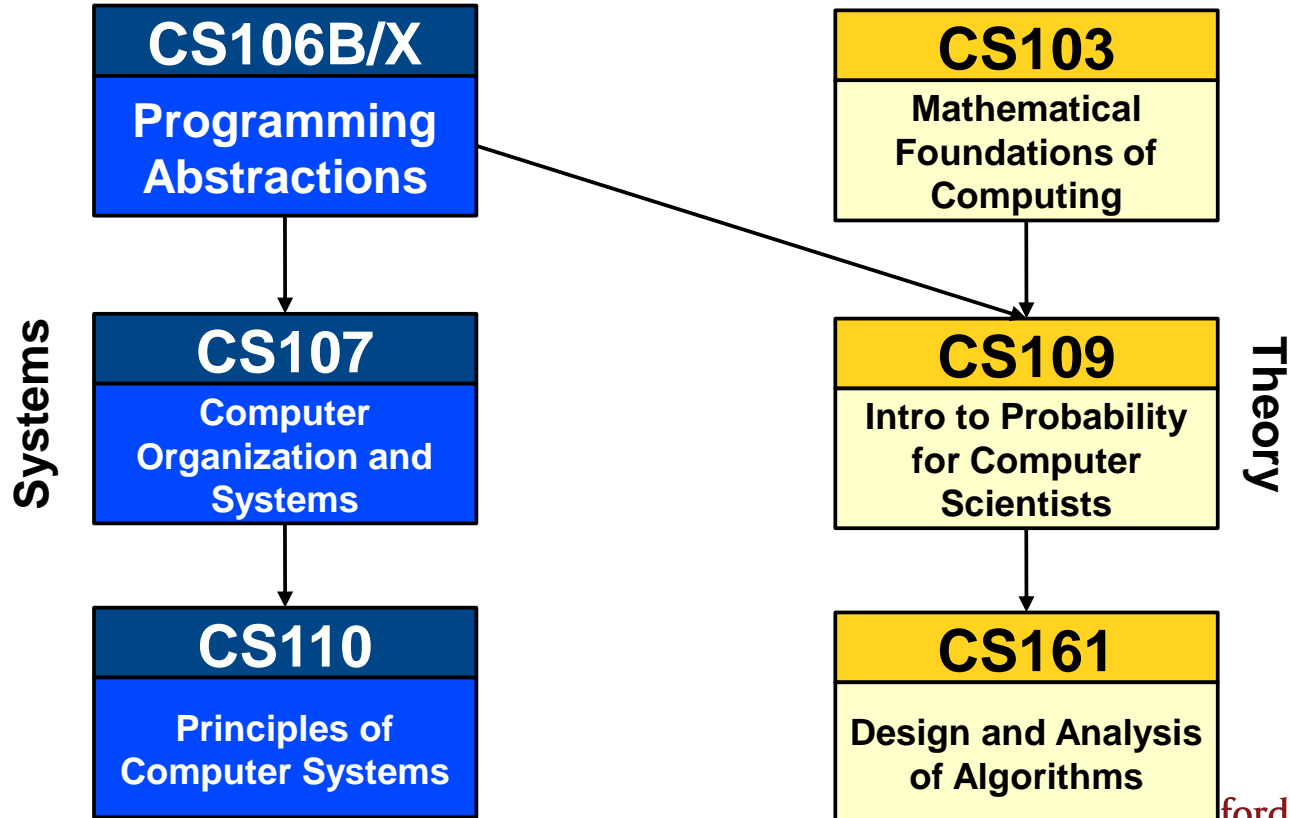 CS106B/X
Programming
Abstractions
CS103
Mathematical
Foundations of
Computing
Systems
CS107
Computer
Organization and
Systems
CS109
Intro to Probability
for Computer
Scientists
Theory
CS110
Principles of
Computer Systems
CS161
Design and Analysis
of Algorithms
ford